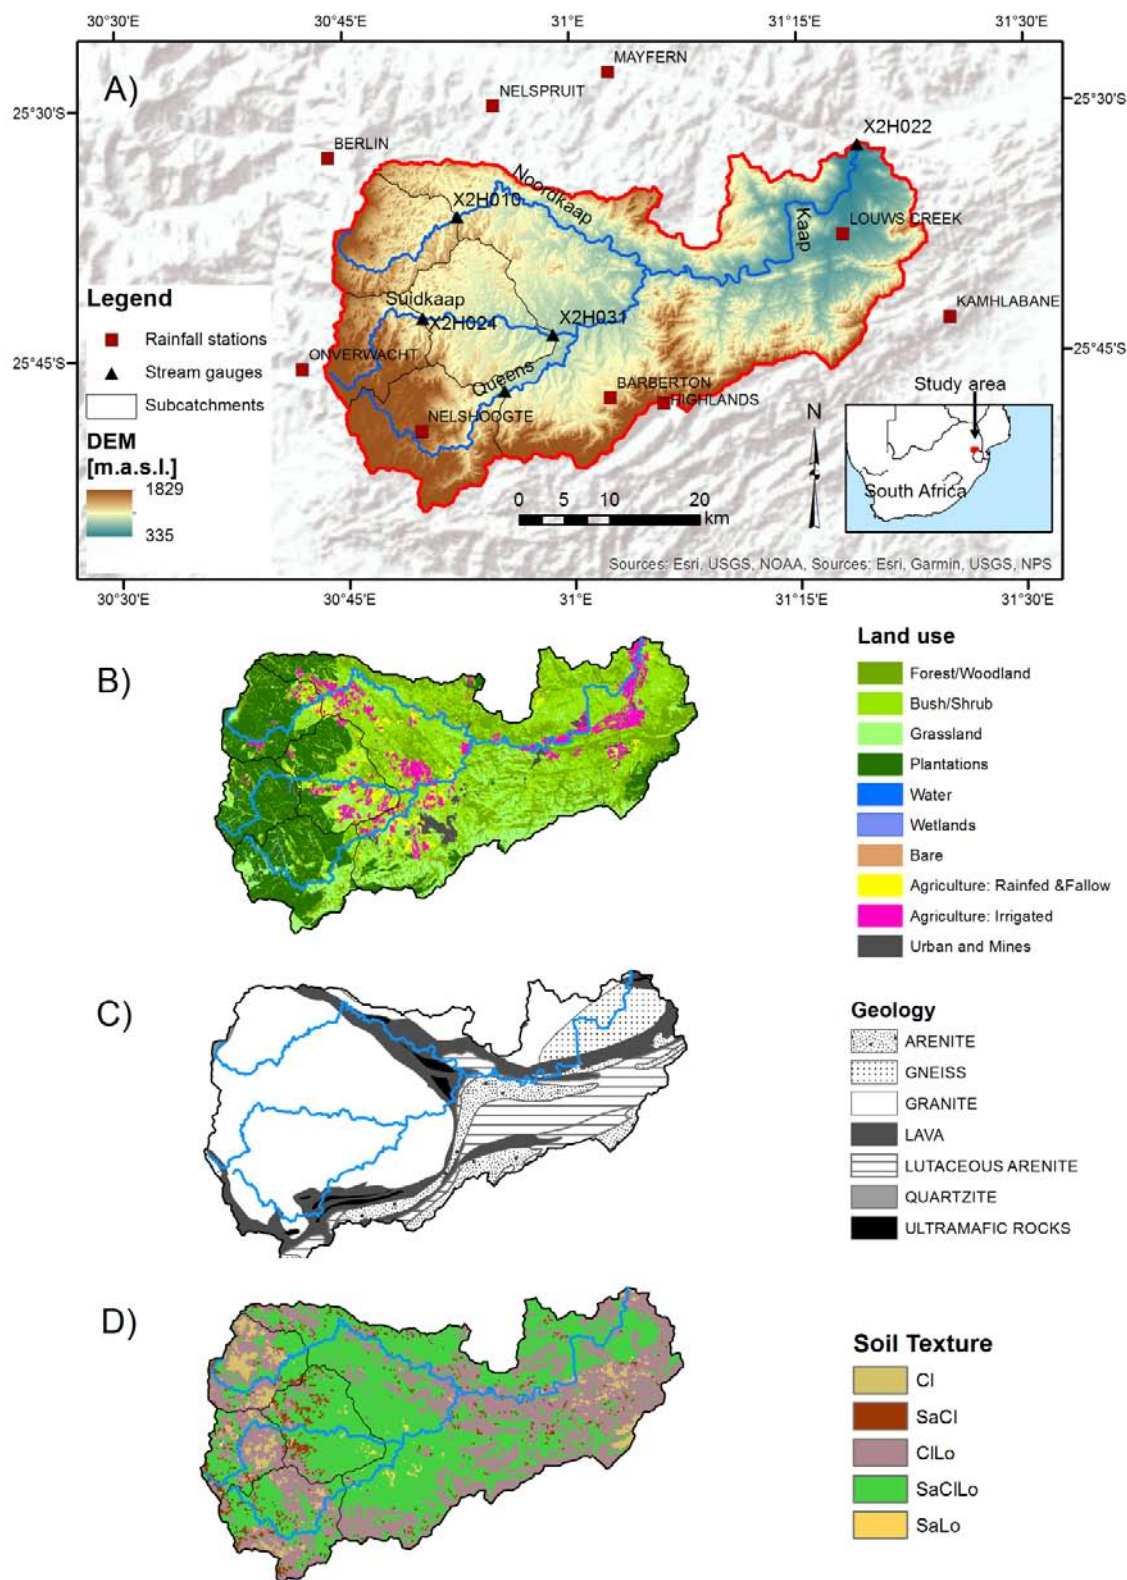 30°30'E 30°45'E 31°E 31°15'E 31°30'E
A)
MAYFERN
NELSPRUIT
25°30'S 25°30'S
X2H022
BERLIN
Noordkaap
X2H010
Kaap
LOUWS CREEK
Legend
Suidkaap
X2H024
X2H031
KAMHLABANE
Rainfall stations
25°45'S 25°45'S
ONVERWACHT
Stream gauges
Queens
BARBERTON
Study area
Subcatchments
HIGHLANDS
NELSHOOGTE
N
DEM
[m.a.s.l.]
1829
335
0 5 10 20
km
South Africa
Sources: Esri, USGS, NOAA, Sources: Esri, Garmin, USGS, NPS
30°30'E 30°45'E 31°E 31°15'E 31°30'E
B)
Land use
Forest/Woodland
Bush/Shrub
Grassland
Plantations
Water
Wetlands
Bare
Agriculture: Rainfed &Fallow
Agriculture: Irrigated
Urban and Mines
C)
Geology
ARENITE
GNEISS
GRANITE
LAVA
LUTACEOUS ARENITE
QUARTZITE
ULTRAMAFIC ROCKS
D)
Soil Texture
Cl
SaCl
ClLo
SaClLo
SaLo